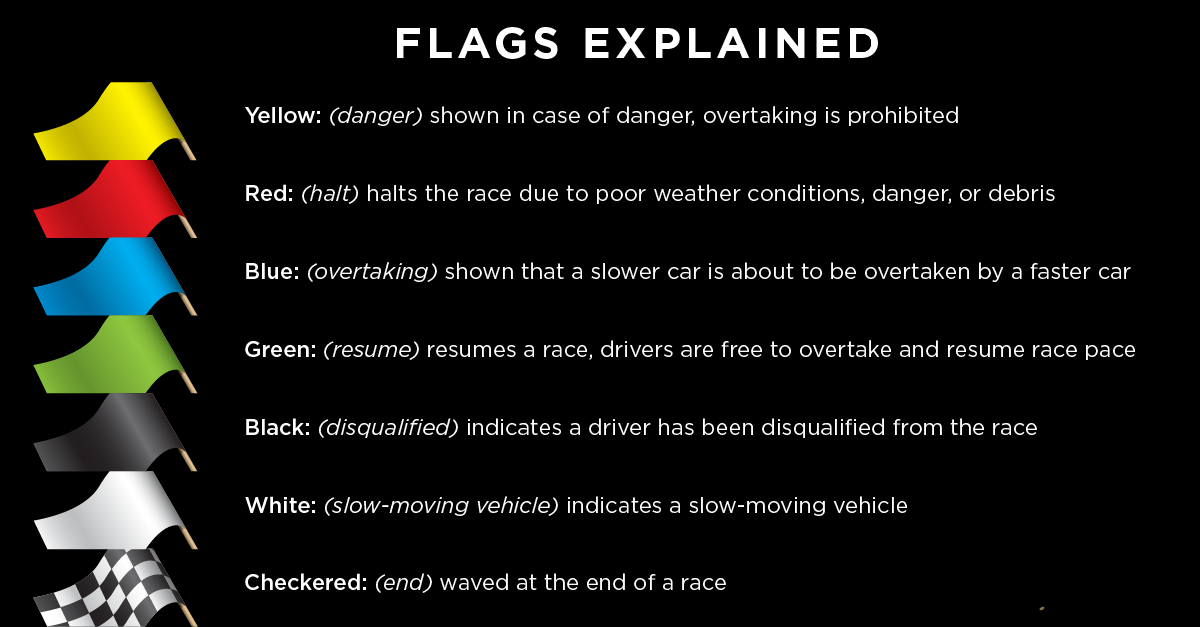 FLAGS EXPLAINED
Yellow: (danger) shown in case of danger, overtaking is prohibited
Red: (halt) halts the race due to poor weather conditions, danger, or debris
Blue: (overtaking) shown that a slower car is about to be overtaken by a faster car
Green: (resume) resumes a race, drivers are free to overtake and resume race pace
Black: (disqualified) indicates a driver has been disqualified from the race
White: (slow-moving vehicle) indicates a slow-moving vehicle
Checkered: (end) waved at the end of a race